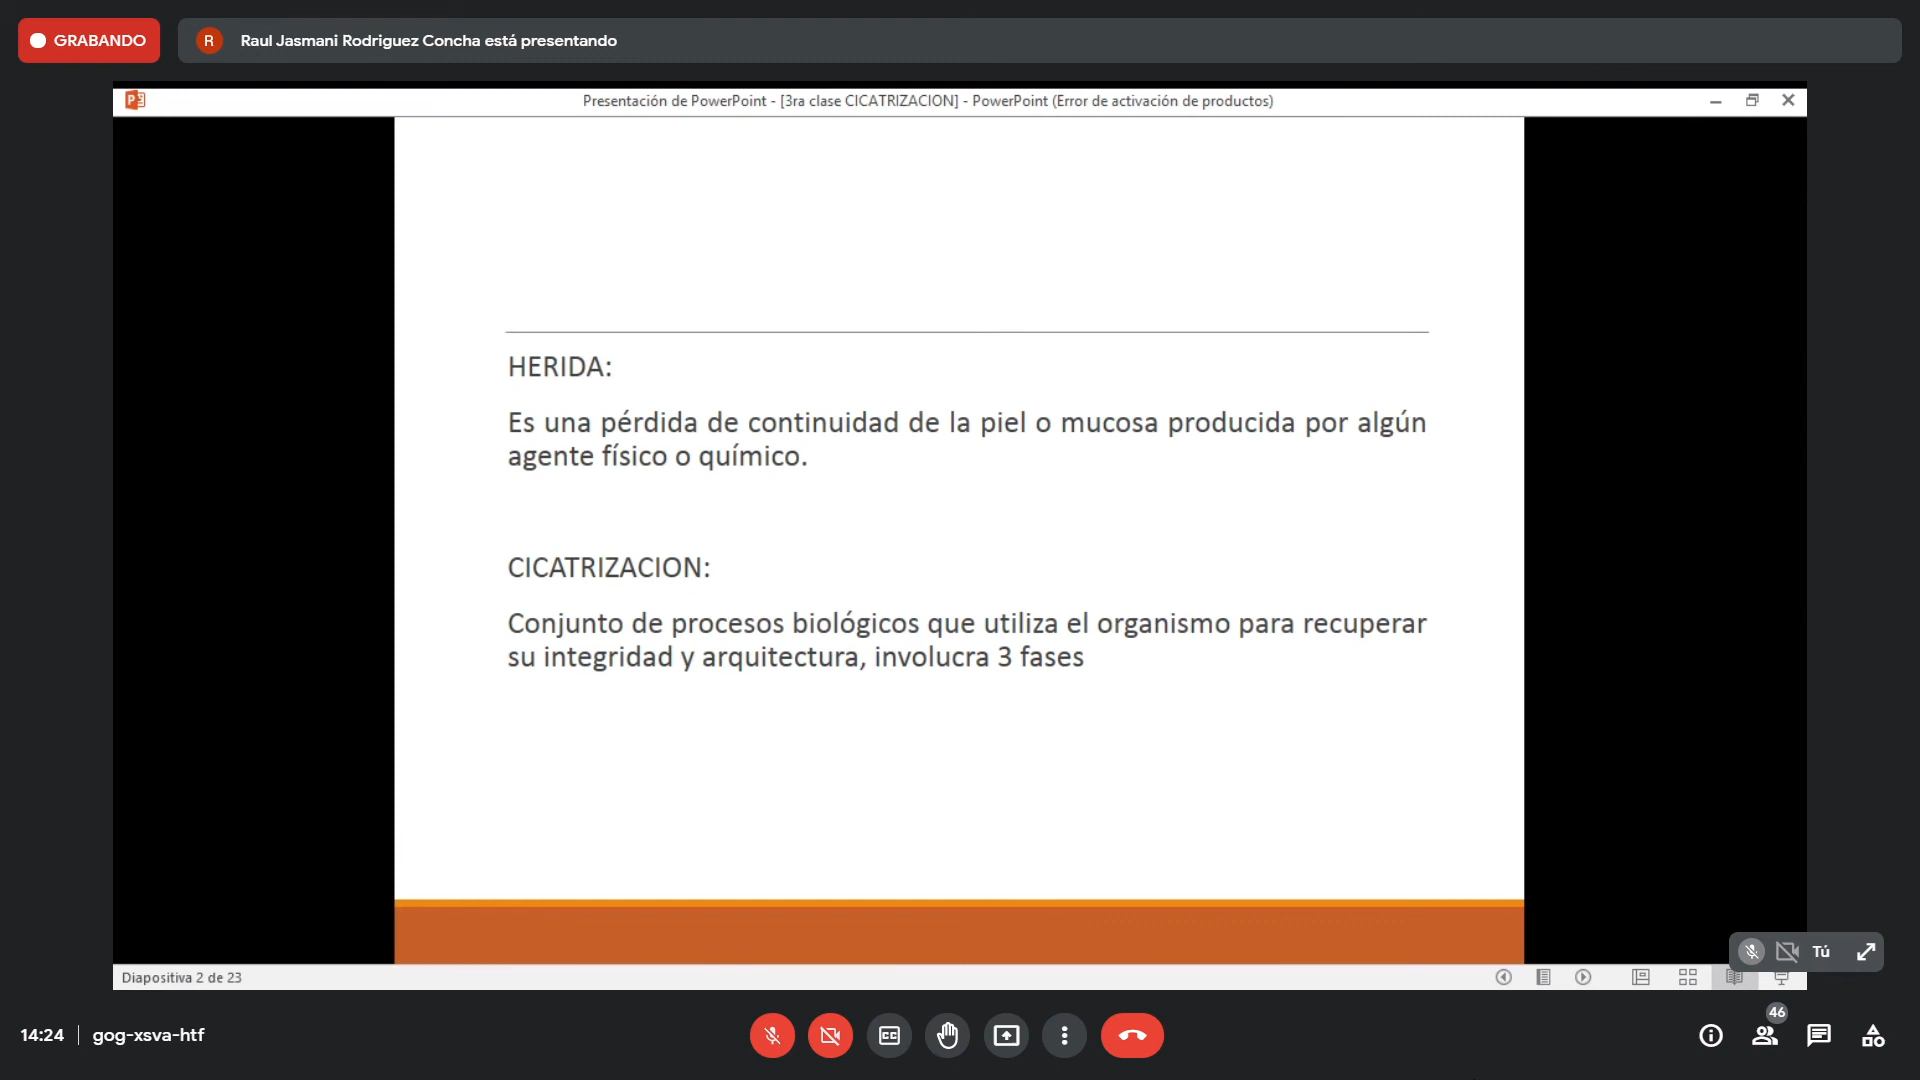 GRABANDO
R
Raul Jasmani Rodriguez Concha está presentando
Presentación de PowerPoint - [3ra clase CICATRIZACION] - PowerPoint (Error de activación de productos)
HERIDA:
Es una pérdida de continuidad de la piel o mucosa producida por algún
agente físico o químico.
CICATRIZACION:
Conjunto de procesos biológicos que utiliza el organismo para recuperar
su integridad y arquitectura, involucra 3 fases
Tú
Diapositiva 2 de 23
14:24
gog-xsva-htf
CC
46